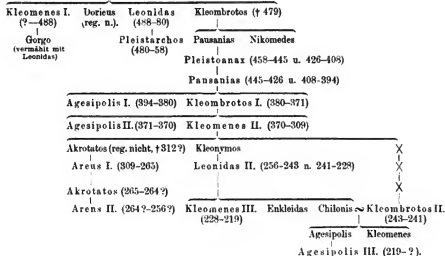 Kleomenes I. Dorieus Leonidas Kleombrotos († 479)
(?—488) (reg. n.). (488-80)
Gorgo Pleistarchos Pausanias Nikomedes
(vermählt mit (480-58)
Leonidas)
Pleistoanax (458-445 u. 426-408)
Pausanias (445-426 u. 408-394)
Agesipolis I. (394-380) Kleombrotos I. (380-371)
Agesipolis II. (371-370) Kleomenes II. (370-309)
Akrotatos (reg. nicht, † 312?) Kleonymos
Areus I. (309-265) Leonidas II. (256-243 n. 241-228)
Akrotatos (265-264?)
Arens II. (264?-256?) Kleomenes III. Enkleidas Chilonis ~ Kleombrotos II.
(228-219) (243-241)
Agesipolis Kleomenes
Agesipolis III. (219-?).